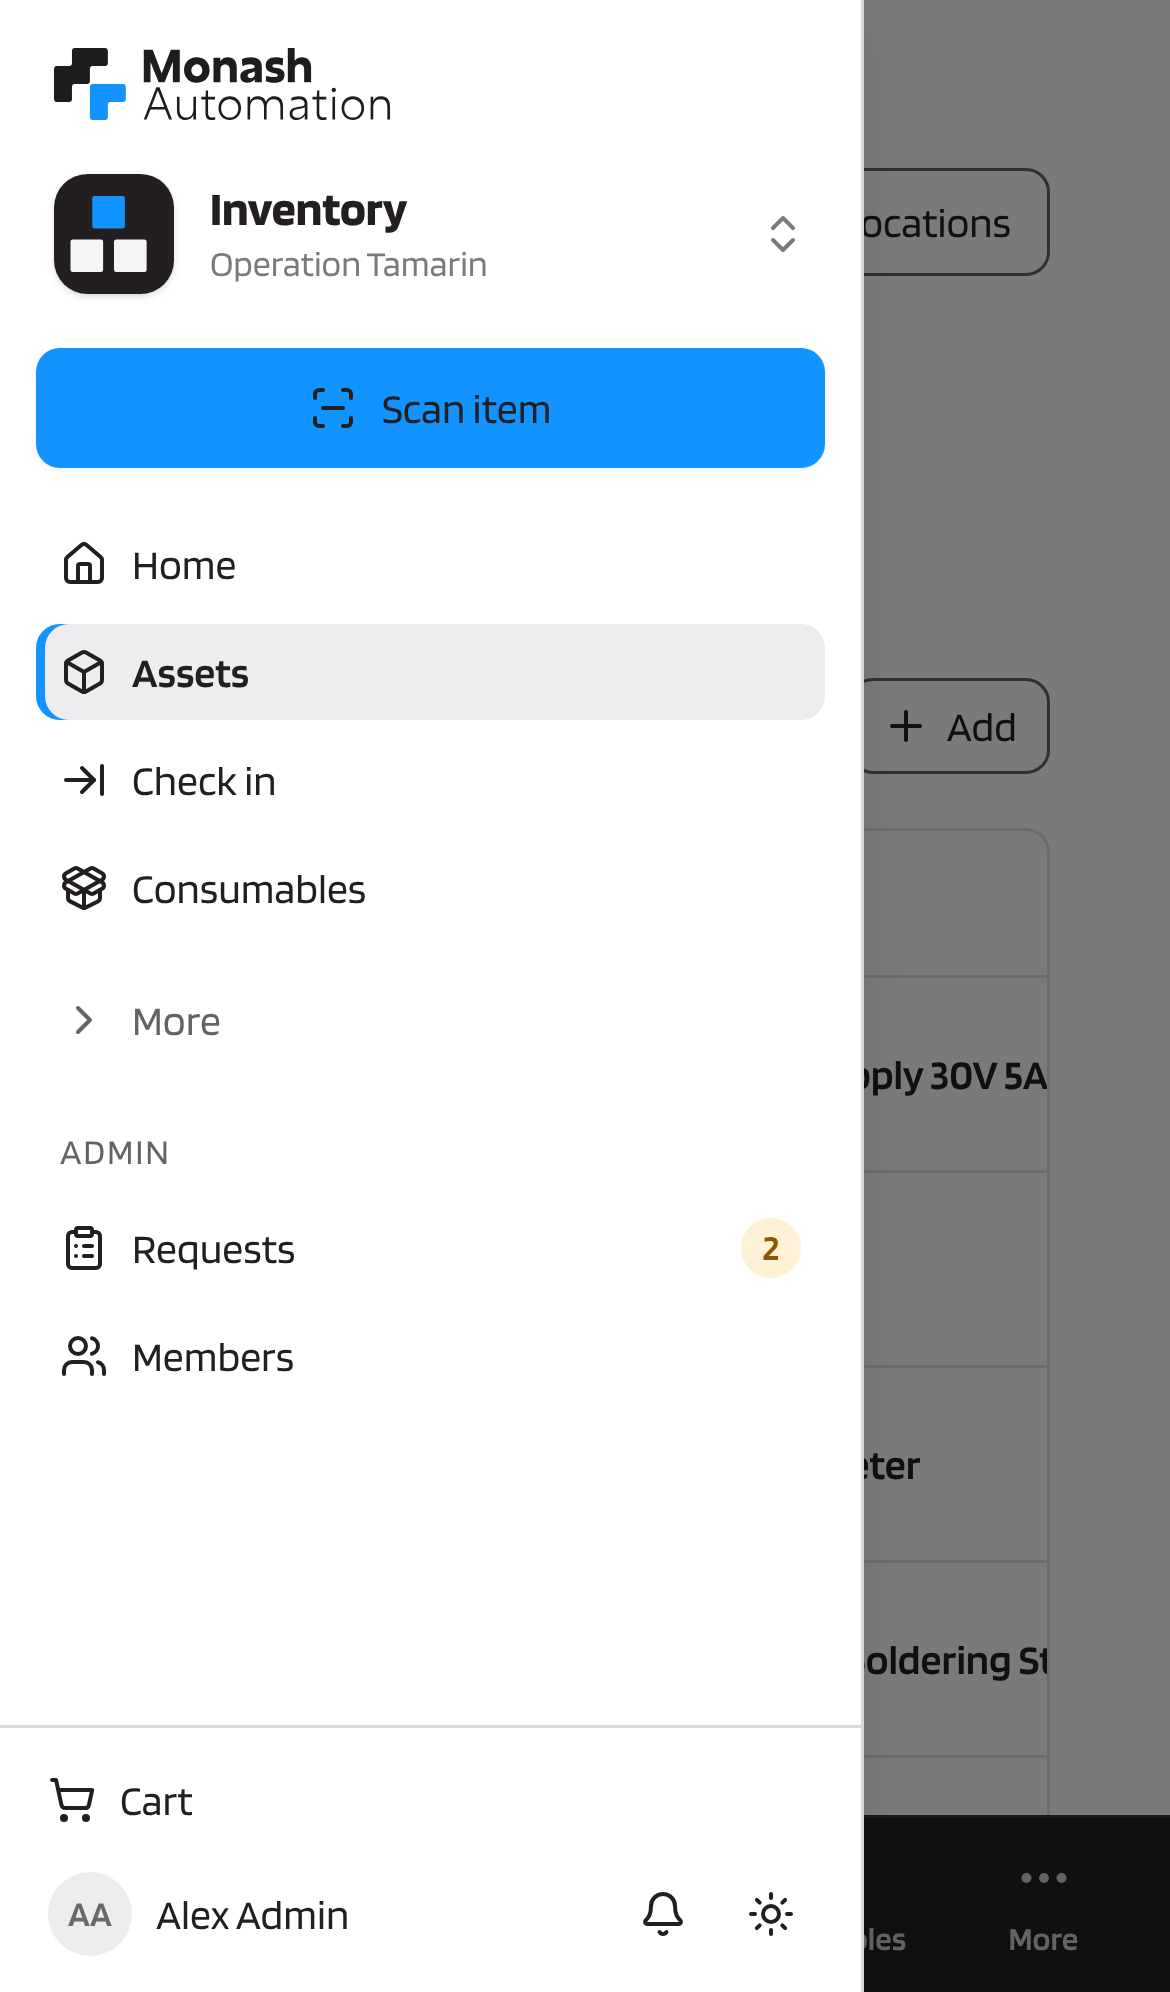 Monash
Automation
Inventory
Operation Tamarin
Scan item
Home
Assets
Check in
Consumables
More
ADMIN
Requests
2
Members
Cart
AA
Alex Admin
ocations
Add
pply 30V 5A
eter
oldering St
les
More